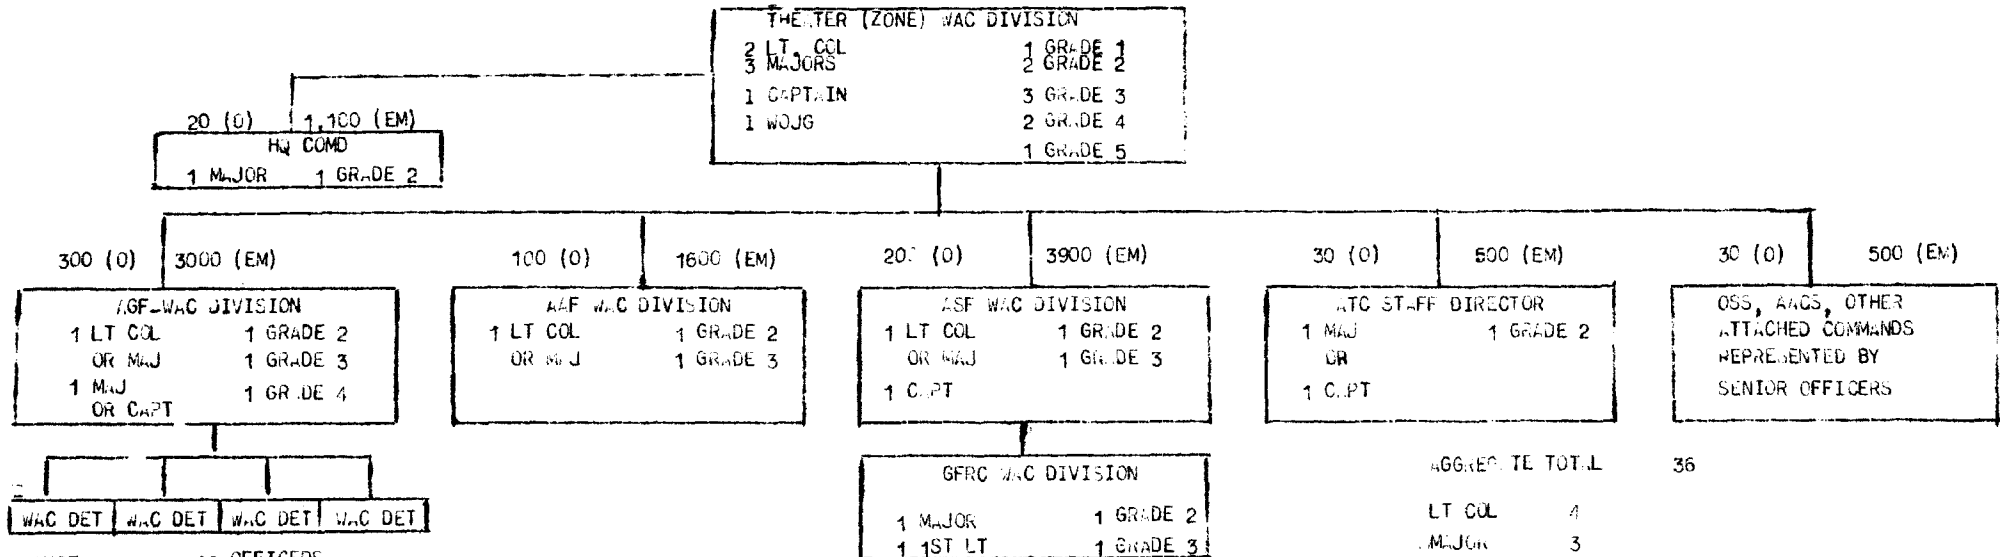 THEATER (ZONE) WAC DIVISION
2 LT. COL 1 GRADE 1
3 MAJORS 2 GRADE 2
1 CAPTAIN 3 GRADE 3
1 WOJG 2 GRADE 4
1 GRADE 5
20 (O) 1,100 (EM)
HQ COMD
1 MAJOR 1 GRADE 2
300 (O) 3000 (EM)
AGF-WAC DIVISION
1 LT COL 1 GRADE 2
OR MAJ 1 GRADE 3
1 MAJ 1 GRADE 4
OR CAPT
WAC DET WAC DET WAC DET WAC DET
OFFICERS
100 (O) 1600 (EM)
AAF WAC DIVISION
1 LT COL 1 GRADE 2
OR MAJ 1 GRADE 3
(O) 3900 (EM)
ASF WAC DIVISION
1 LT COL 1 GRADE 2
OR MAJ 1 GRADE 3
1 CAPT
GFRC WAC DIVISION
1 MAJOR 1 GRADE 2
1 1ST LT 1 GRADE 3
30 (O) 500 (EM)
ATC STAFF DIRECTOR
1 MAJ 1 GRADE 2
OR
1 CAPT
30 (O) 500 (EM)
OSS, AACS, OTHER
ATTACHED COMMANDS
REPRESENTED BY
SENIOR OFFICERS
AGGREGATE TOTAL 36
LT COL 4
MAJOR 3